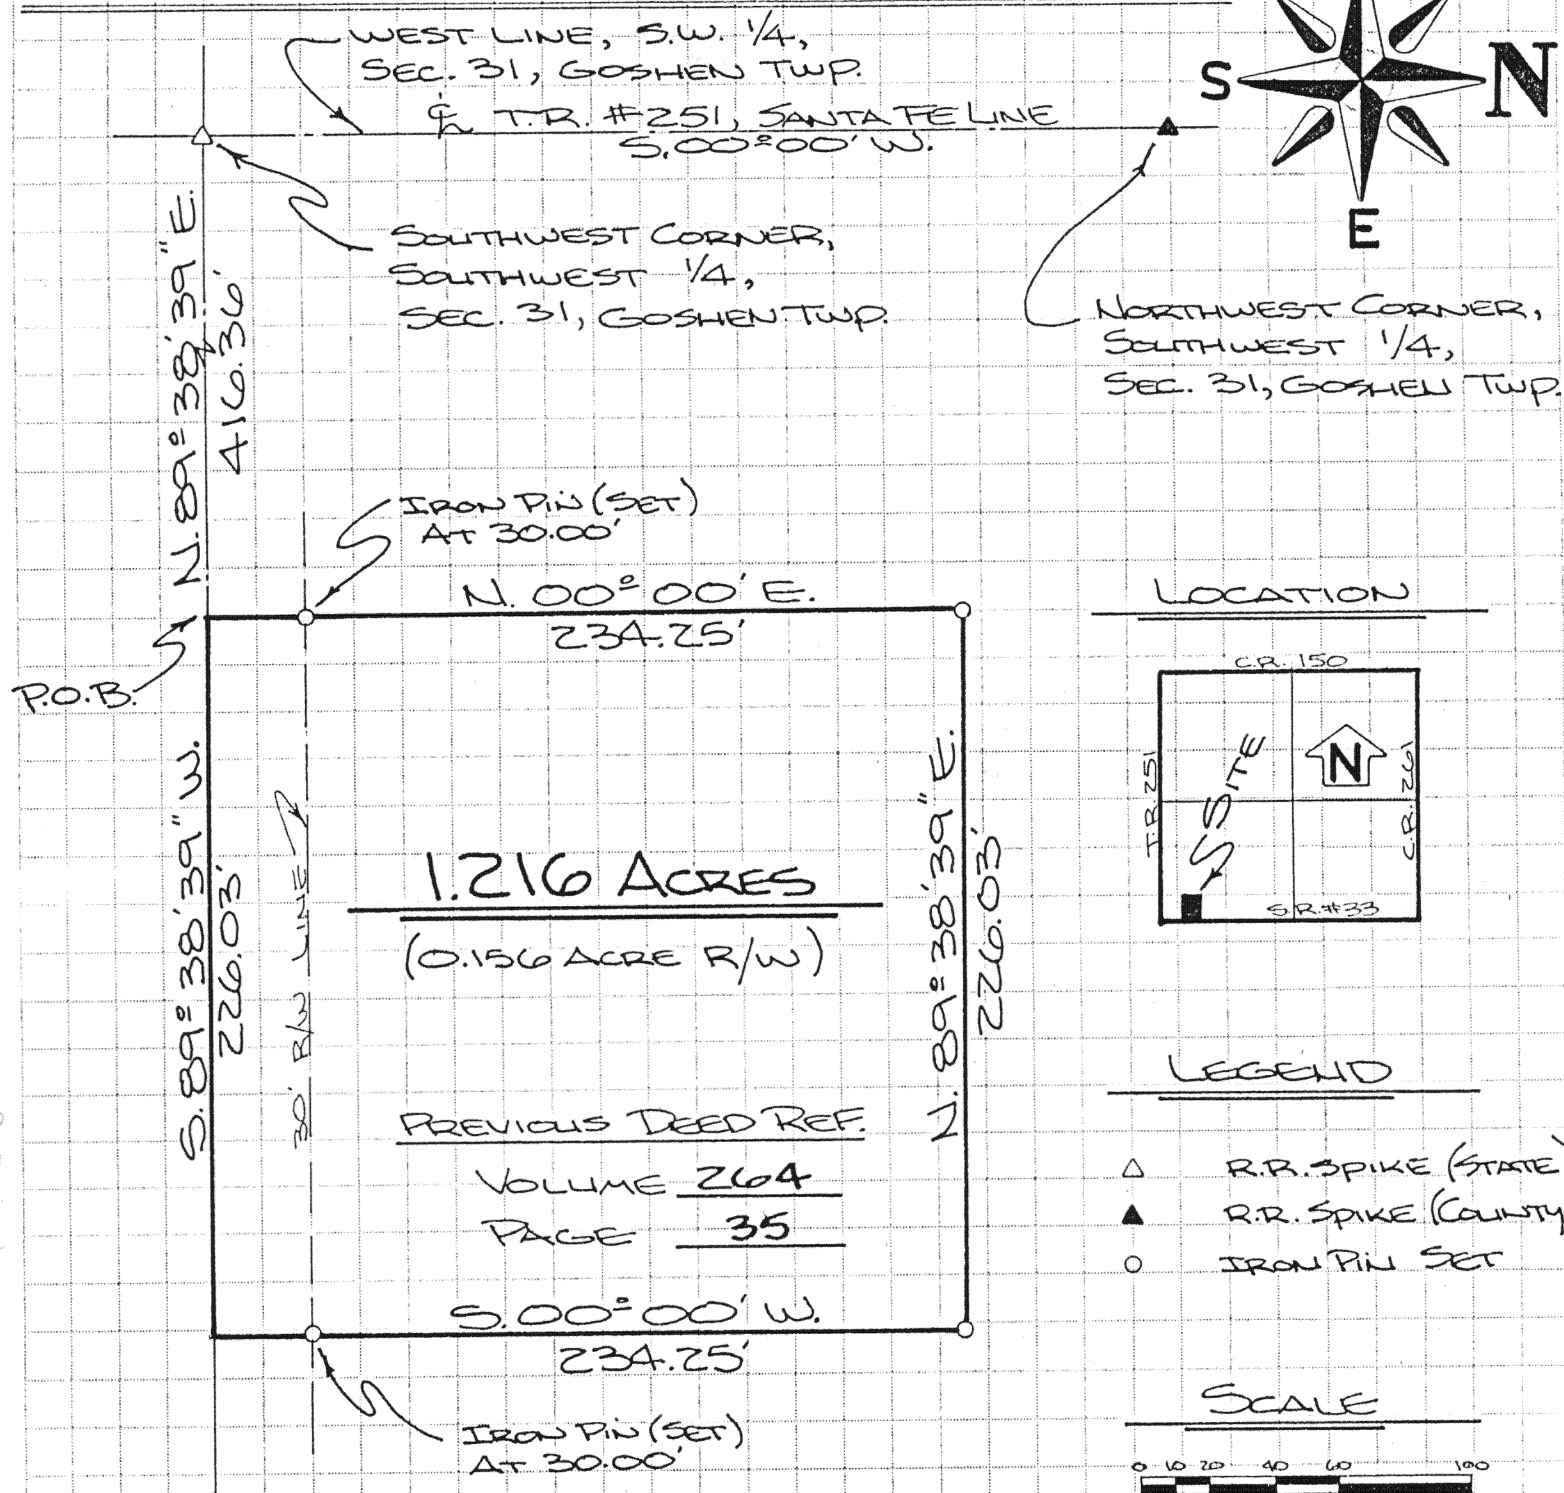 WEST LINE, S.W. 1/4,
SEC. 31, GOSHEN TWP.
℄ T.R. #251, SANTA FE LINE
S.00°00' W.
S
N
E
SOUTHWEST CORNER,
SOUTHWEST 1/4,
SEC. 31, GOSHEN TWP.
NORTHWEST CORNER,
SOUTHWEST 1/4,
SEC. 31, GOSHEN TWP.
N. 89° 38' 39" E.
416.36'
IRON PIN (SET)
AT 30.00'
N. 00° 00' E.
234.25'
P.O.B.
S. 89° 38' 39" W.
226.03'
30' R/W LINE
1.216 ACRES
(0.156 ACRE R/W)
N. 89° 38' 39" E.
226.03'
PREVIOUS DEED REF.
VOLUME 264
PAGE 35
S. 00° 00' W.
234.25'
IRON PIN (SET)
AT 30.00'
LOCATION
C.R. 150
T.R. 251
SITE
N
C.R. 261
S.R. #33
LEGEND
R.R. SPIKE (STATE)
R.R. SPIKE (COUNTY
IRON PIN SET
SCALE
0 10 20 40 60 100